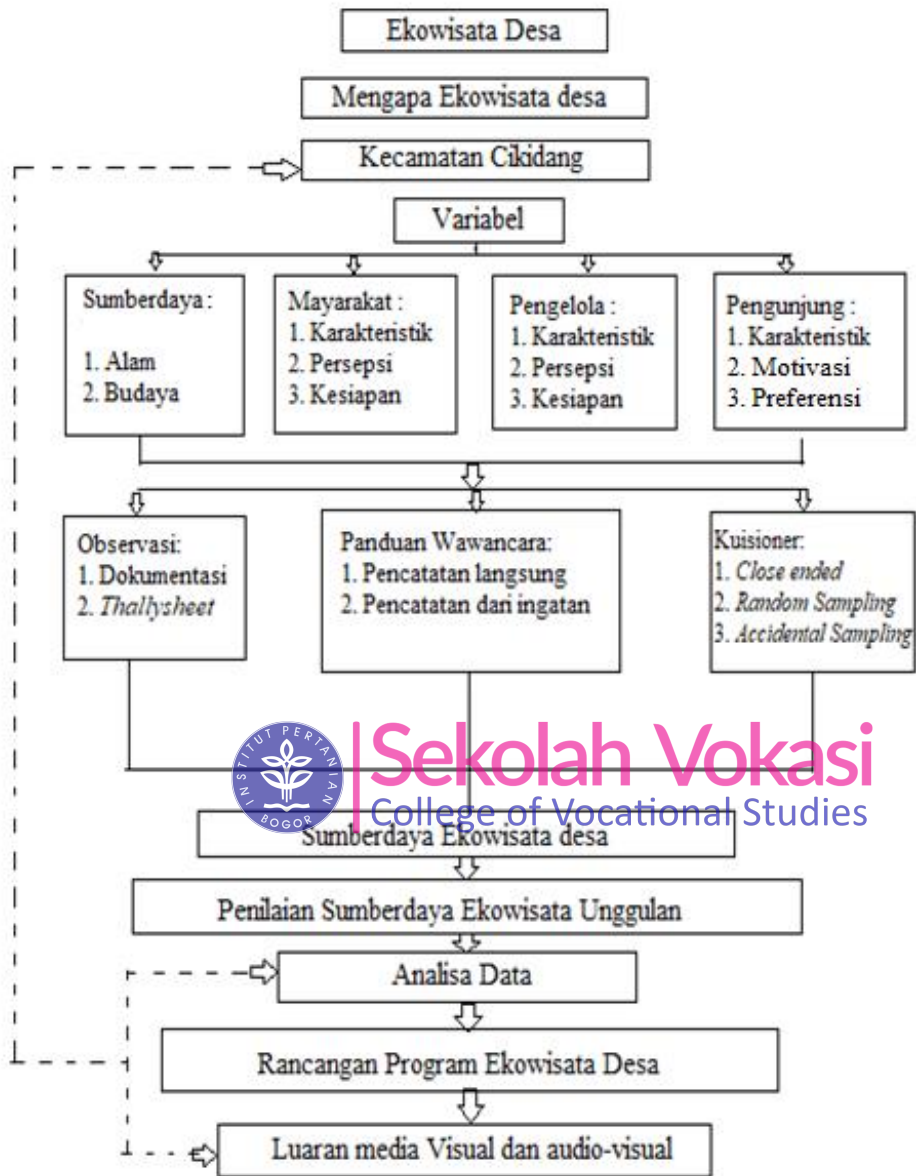 Ekowisata Desa
Mengapa Ekowisata desa
Kecamatan Cikidang
Variabel
Sumberdaya :
1. Alam
2. Budaya
Mayarakat :
1. Karakteristik
2. Persepsi
3. Kesiapan
Pengelola :
1. Karakteristik
2. Persepsi
3. Kesiapan
Pengunjung :
1. Karakteristik
2. Motivasi
3. Preferensi
Observasi:
1. Dokumentasi
2. Thallysheet
Panduan Wawancara:
1. Pencatatan langsung
2. Pencatatan dari ingatan
Kuisioner:
1. Close ended
2. Random Sampling
3. Accidental Sampling
INSTITUT PERTANIAN
BOGOR
Sekolah Vokasi
College of Vocational Studies
Sumberdaya Ekowisata desa
Penilaian Sumberdaya Ekowisata Unggulan
Analisa Data
Rancangan Program Ekowisata Desa
Luaran media Visual dan audio-visual